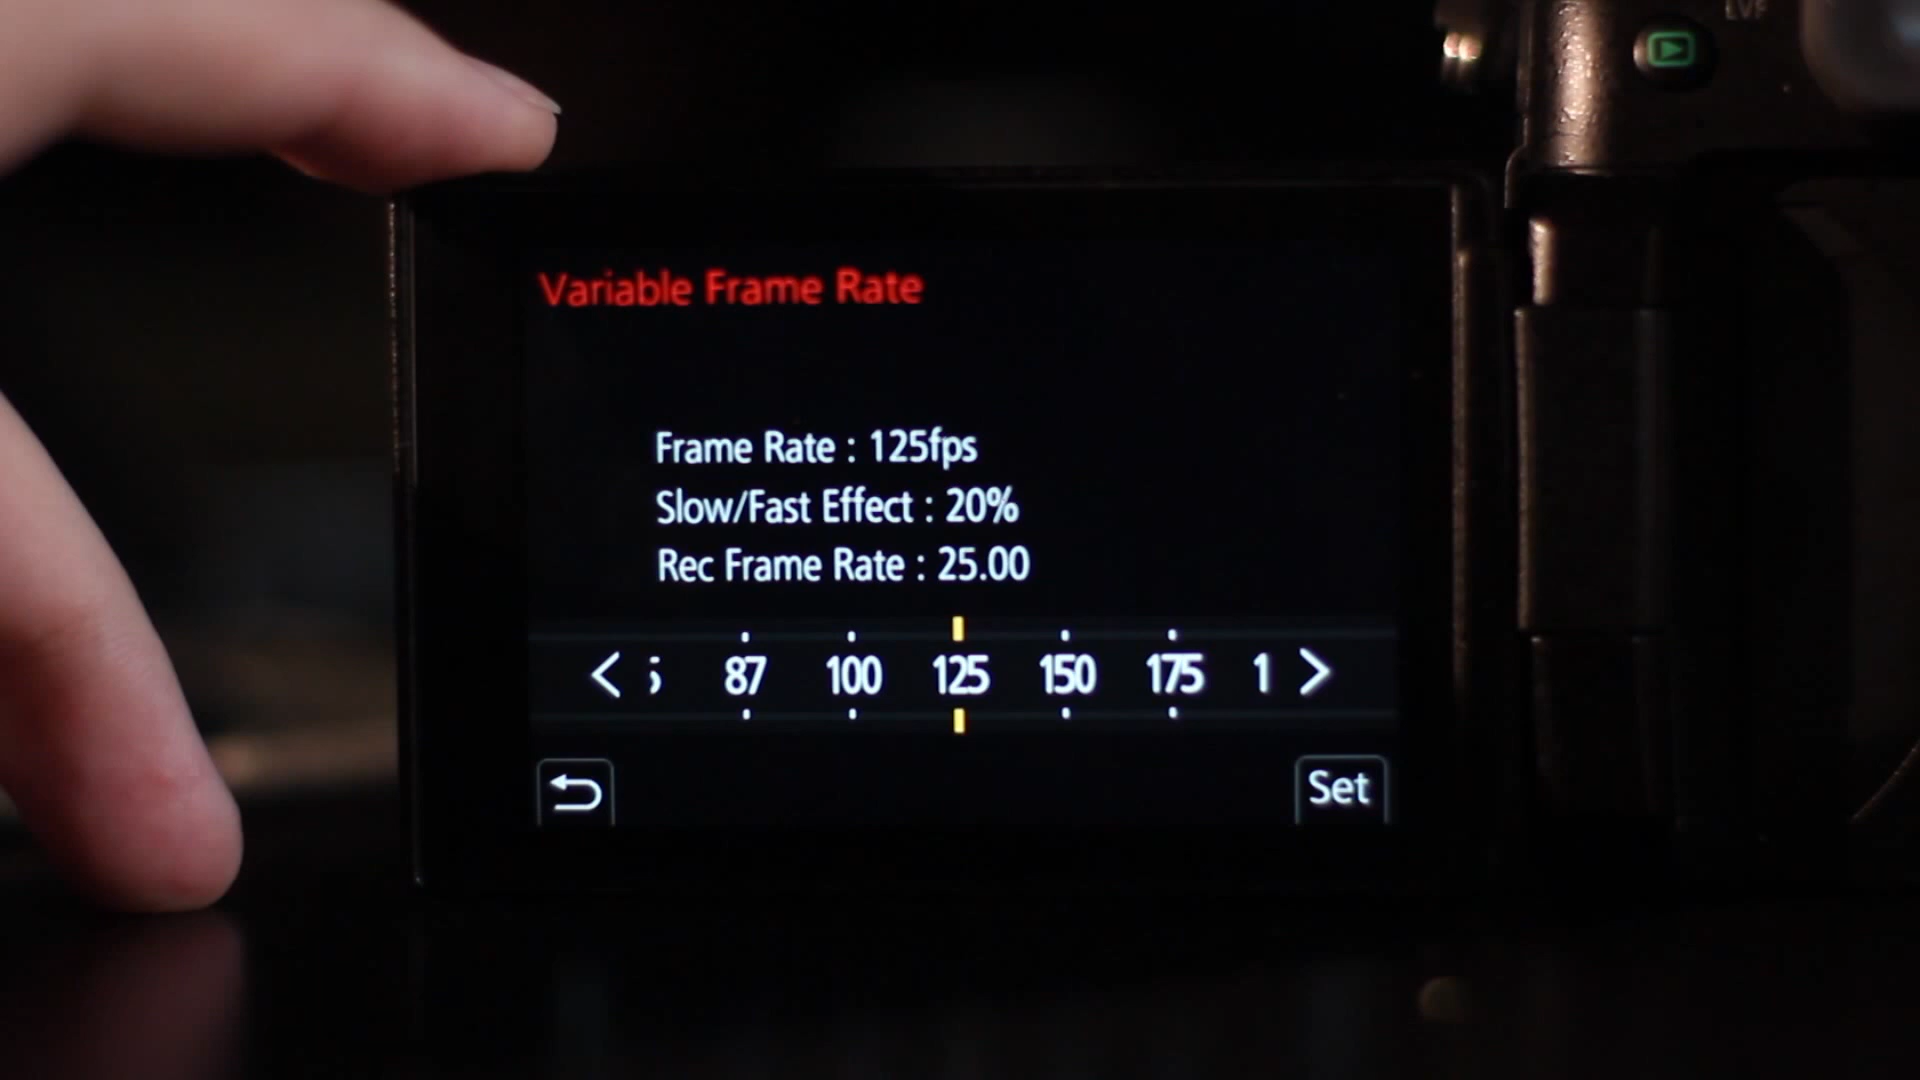 LVF
Variable Frame Rate
Frame Rate : 125fps
Slow/Fast Effect : 20%
Rec Frame Rate : 25.00
87 100 125 150 175
Set